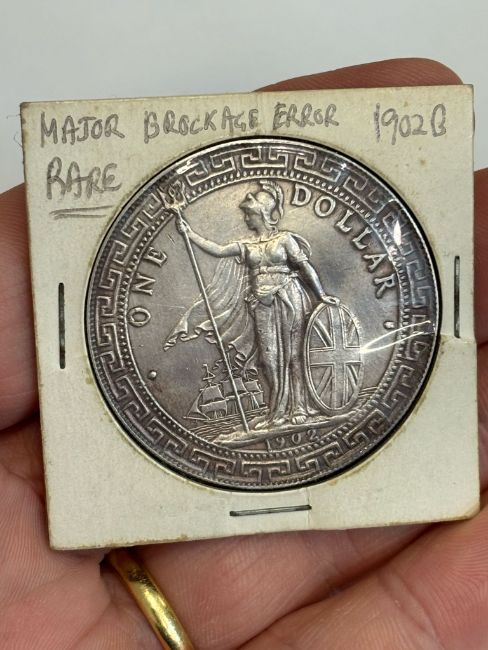 MAJOR BROCKAGE ERROR 1902B
RARE
ONE DOLLAR
1902